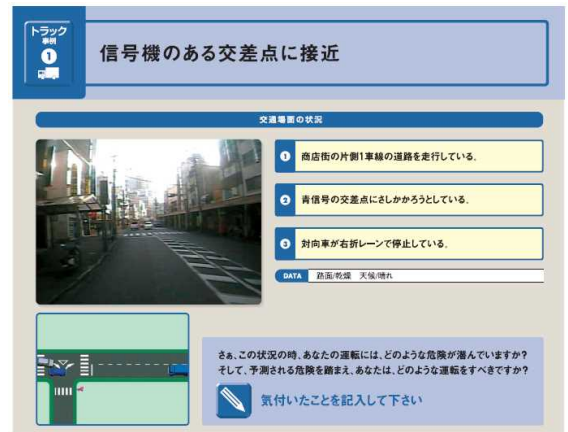 トラック
事例
1
信号機のある交差点に接近
交通場面の状況
1 商店街の片側1車線の道路を走行している.
2 青信号の交差点にさしかかろうとしている.
3 対向車が右折レーンで停止している.
DATA 路面/乾燥 天候/晴れ
さぁ、この状況の時、あなたの運転には、どのような危険が潜んでいますか?
そして、予測される危険を踏まえ、あなたは、どのような運転をすべきですか?
気付いたことを記入して下さい